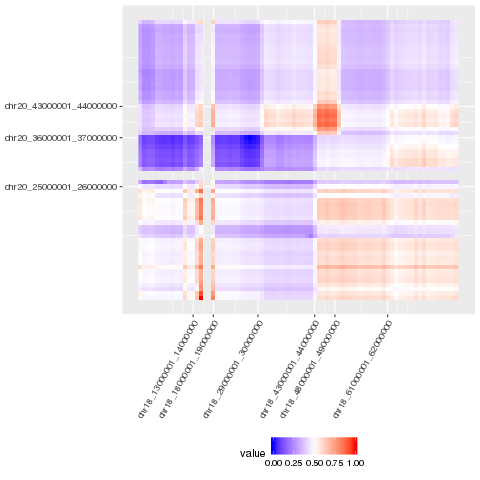 chr20_43000001_44000000
chr20_36000001_37000000
chr20_25000001_26000000
chr18_13000001_14000000
chr18_18000001_19000000
chr18_29000001_30000000
chr18_43000001_44000000
chr18_48000001_49000000
chr18_61000001_62000000
value
0.00 0.25 0.50 0.75 1.00